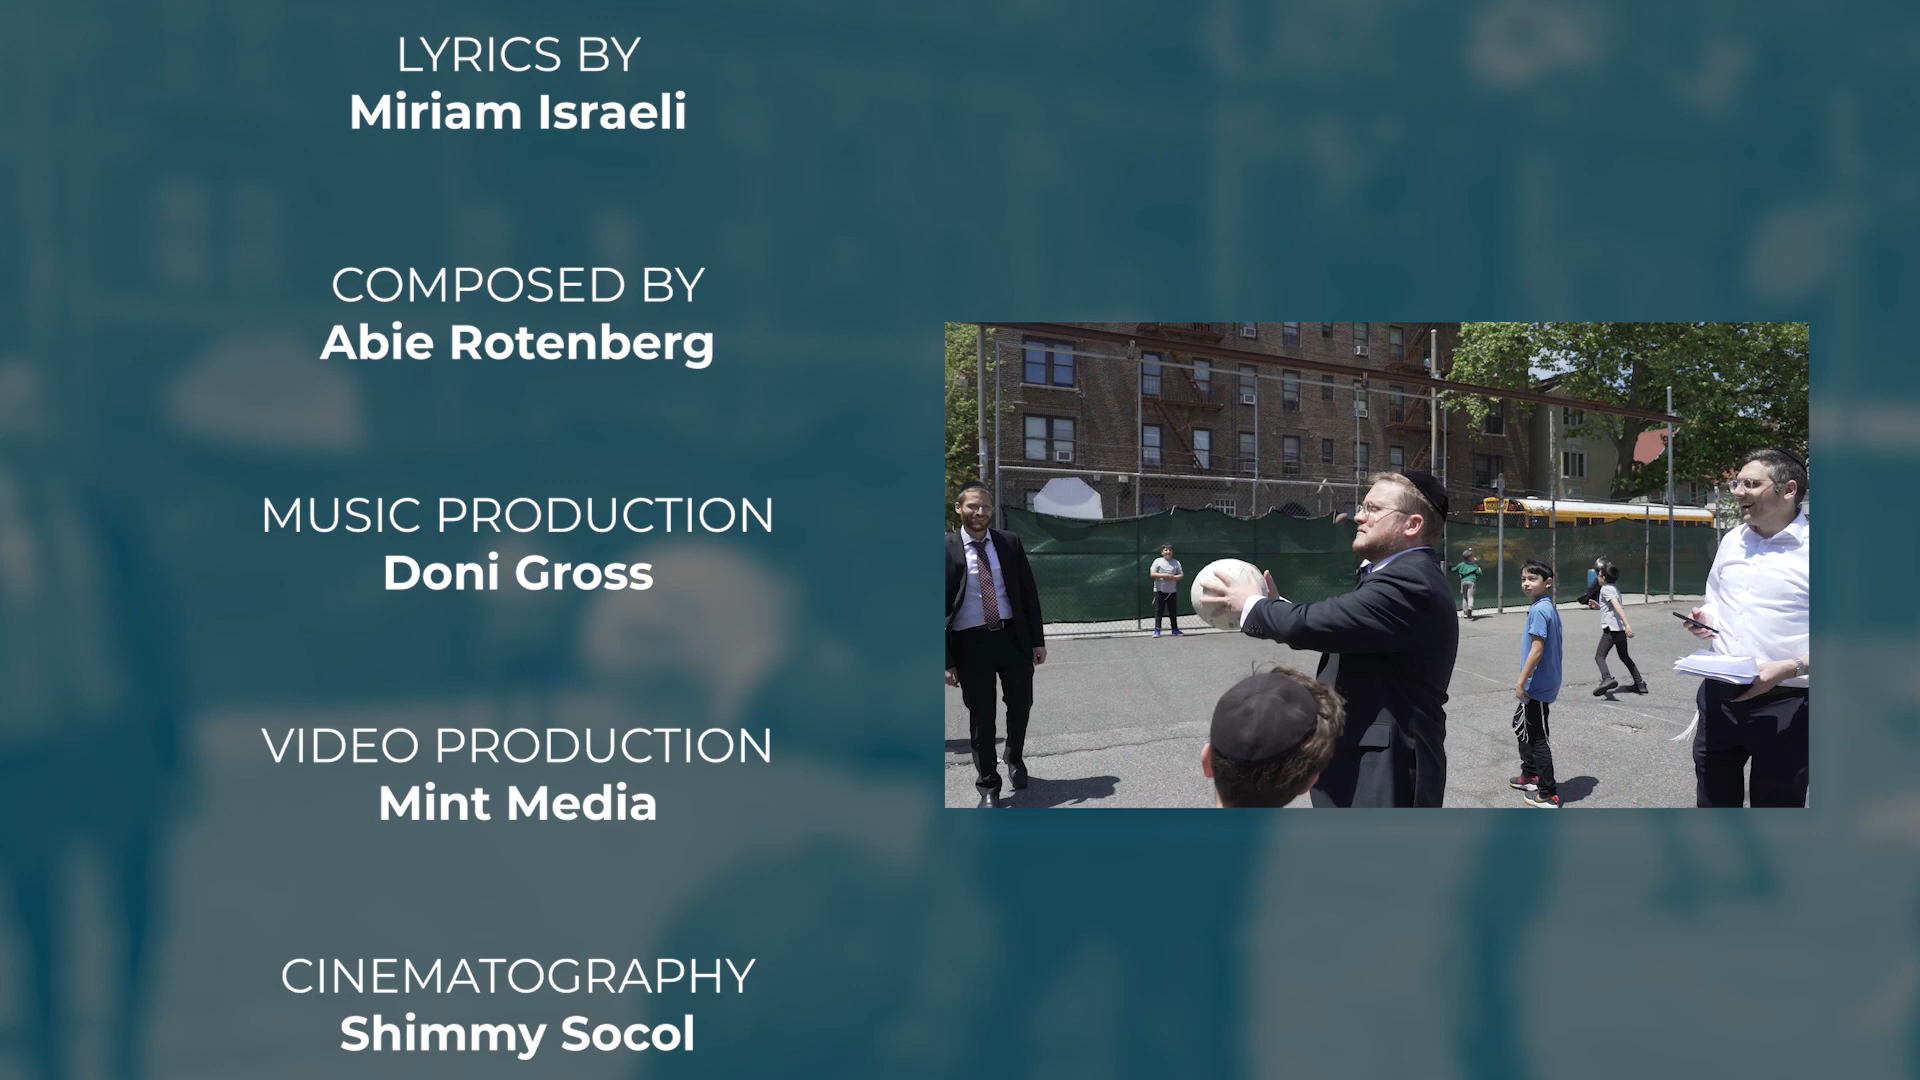 LYRICS BY
Miriam Israeli
COMPOSED BY
Abie Rotenberg
MUSIC PRODUCTION
Doni Gross
VIDEO PRODUCTION
Mint Media
CINEMATOGRAPHY
Shimmy Socol